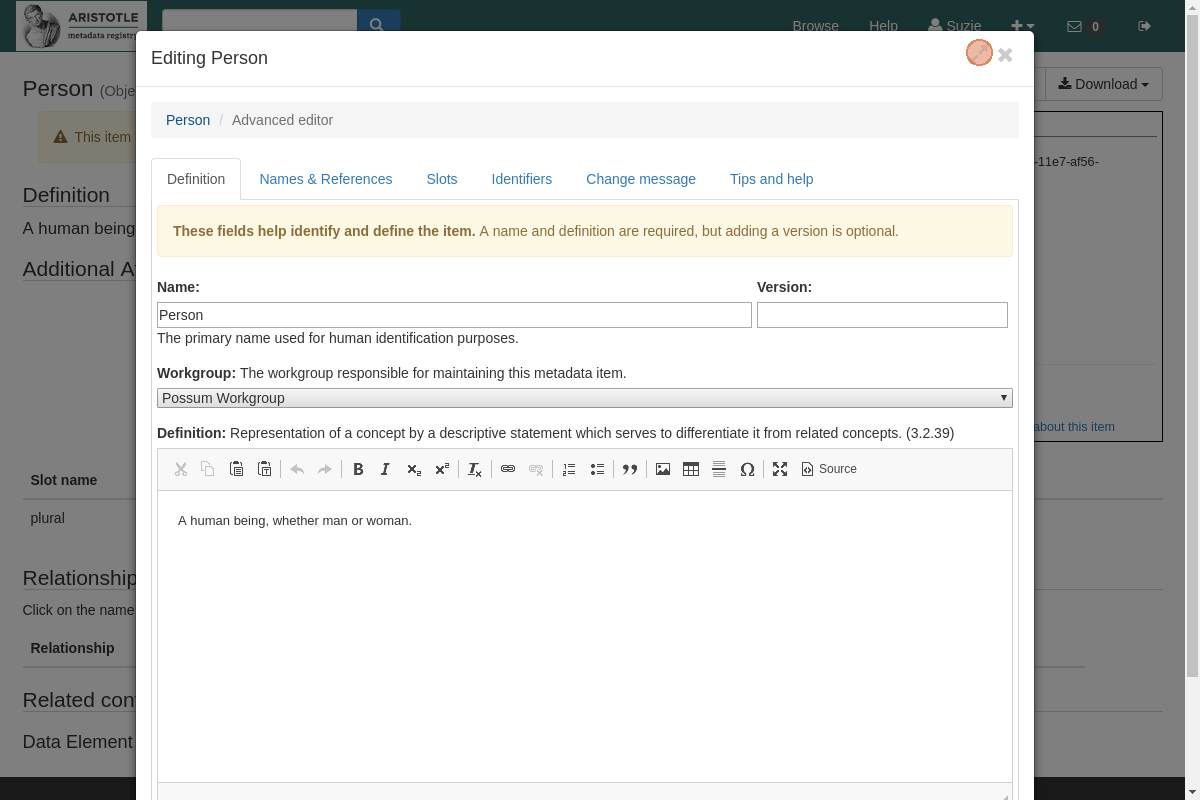 ARISTOTLE
metadata registry
Browse Help Suzie 0
Editing Person
Person (Obje
Download
Person / Advanced editor
This item
-11e7-af56-
Definition Names & References Slots Identifiers Change message Tips and help
Definition
These fields help identify and define the item. A name and definition are required, but adding a version is optional.
A human being
Additional A
Name: Version:
Person
The primary name used for human identification purposes.
Workgroup: The workgroup responsible for maintaining this metadata item.
Possum Workgroup
about this item
Definition: Representation of a concept by a descriptive statement which serves to differentiate it from related concepts. (3.2.39)
Source
Slot name
plural
A human being, whether man or woman.
Relationship
Click on the name
Relationship
Related con
Data Element